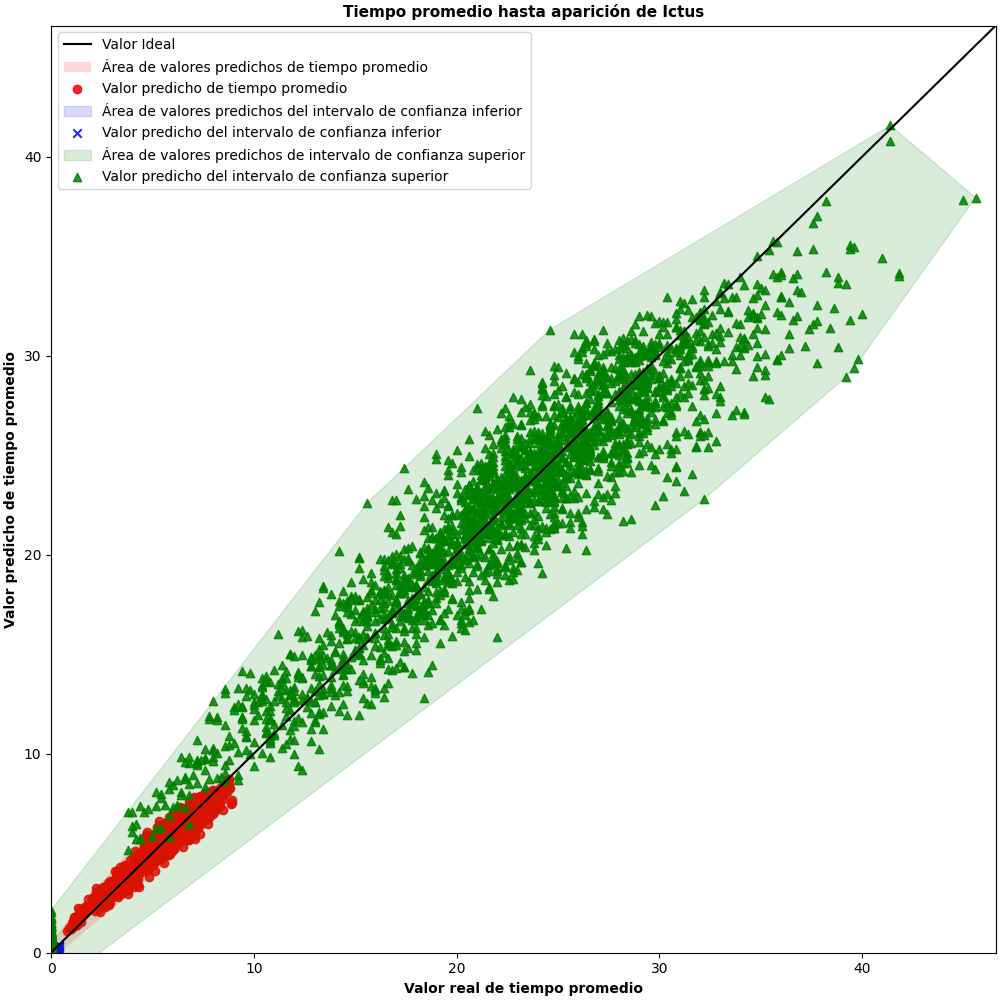 Tiempo promedio hasta aparición de Ictus
Valor Ideal
Área de valores predichos de tiempo promedio
Valor predicho de tiempo promedio
Área de valores predichos del intervalo de confianza inferior
Valor predicho del intervalo de confianza inferior
Área de valores predichos de intervalo de confianza superior
Valor predicho del intervalo de confianza superior
Valor predicho de tiempo promedio
40
30
20
10
0
0 10 20 30 40
Valor real de tiempo promedio